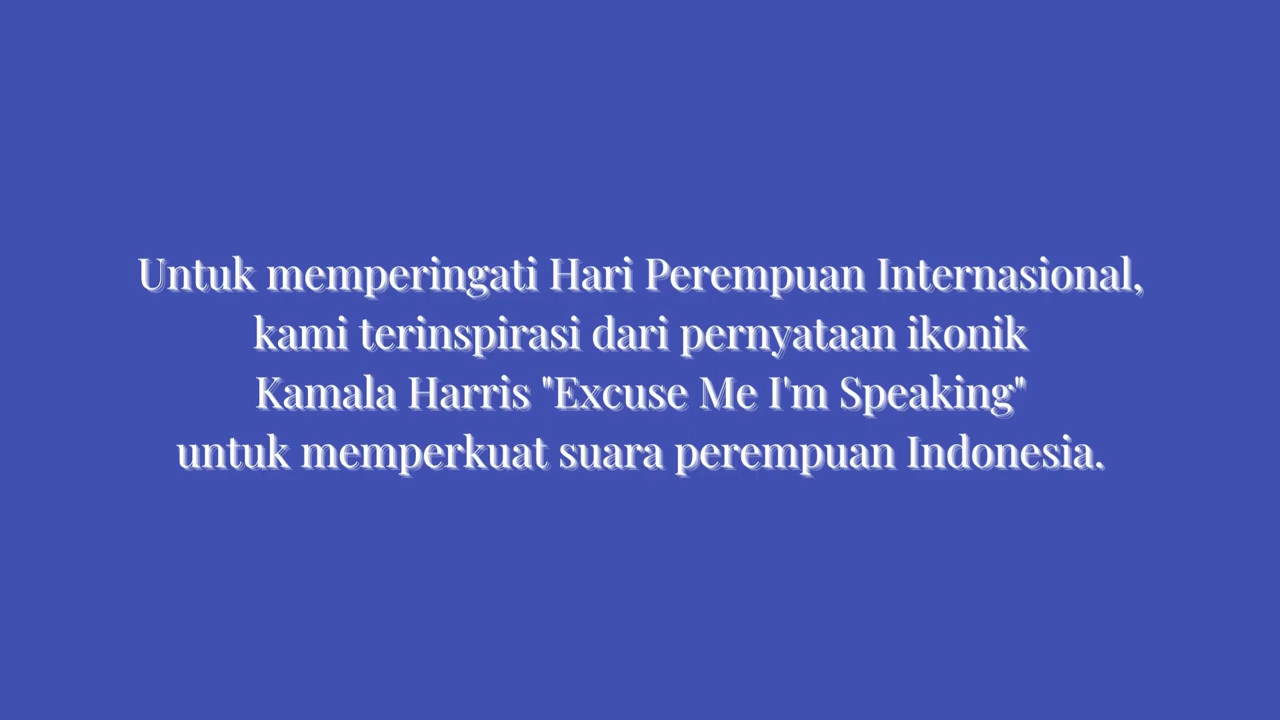 Untuk memperingati Hari Perempuan Internasional,
kami terinspirasi dari pernyataan ikonik
Kamala Harris "Excuse Me I'm Speaking"
untuk memperkuat suara perempuan Indonesia.